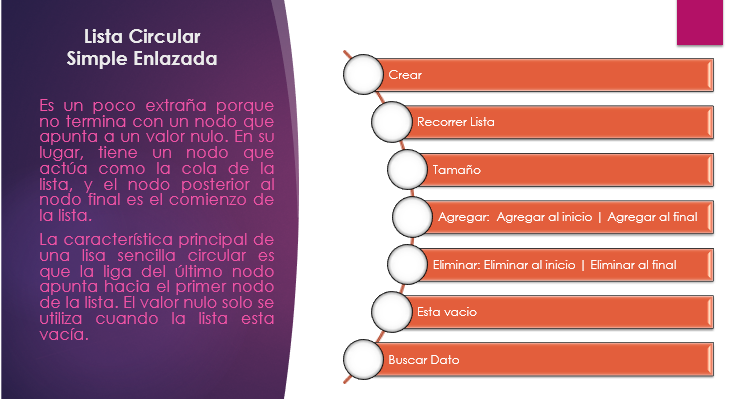 Lista Circular
Simple Enlazada
Es un poco extraña porque
no termina con un nodo que
apunta a un valor nulo. En su
lugar, tiene un nodo que
actúa como la cola de la
lista, y el nodo posterior al
nodo final es el comienzo de
la lista.
La característica principal de
una lisa sencilla circular es
que la liga del último nodo
apunta hacia el primer nodo
de la lista. El valor nulo solo se
utiliza cuando la lista esta
vacía.
Crear
Recorrer Lista
Tamaño
Agregar: Agregar al inicio | Agregar al final
Eliminar: Eliminar al inicio | Eliminar al final
Esta vacio
Buscar Dato